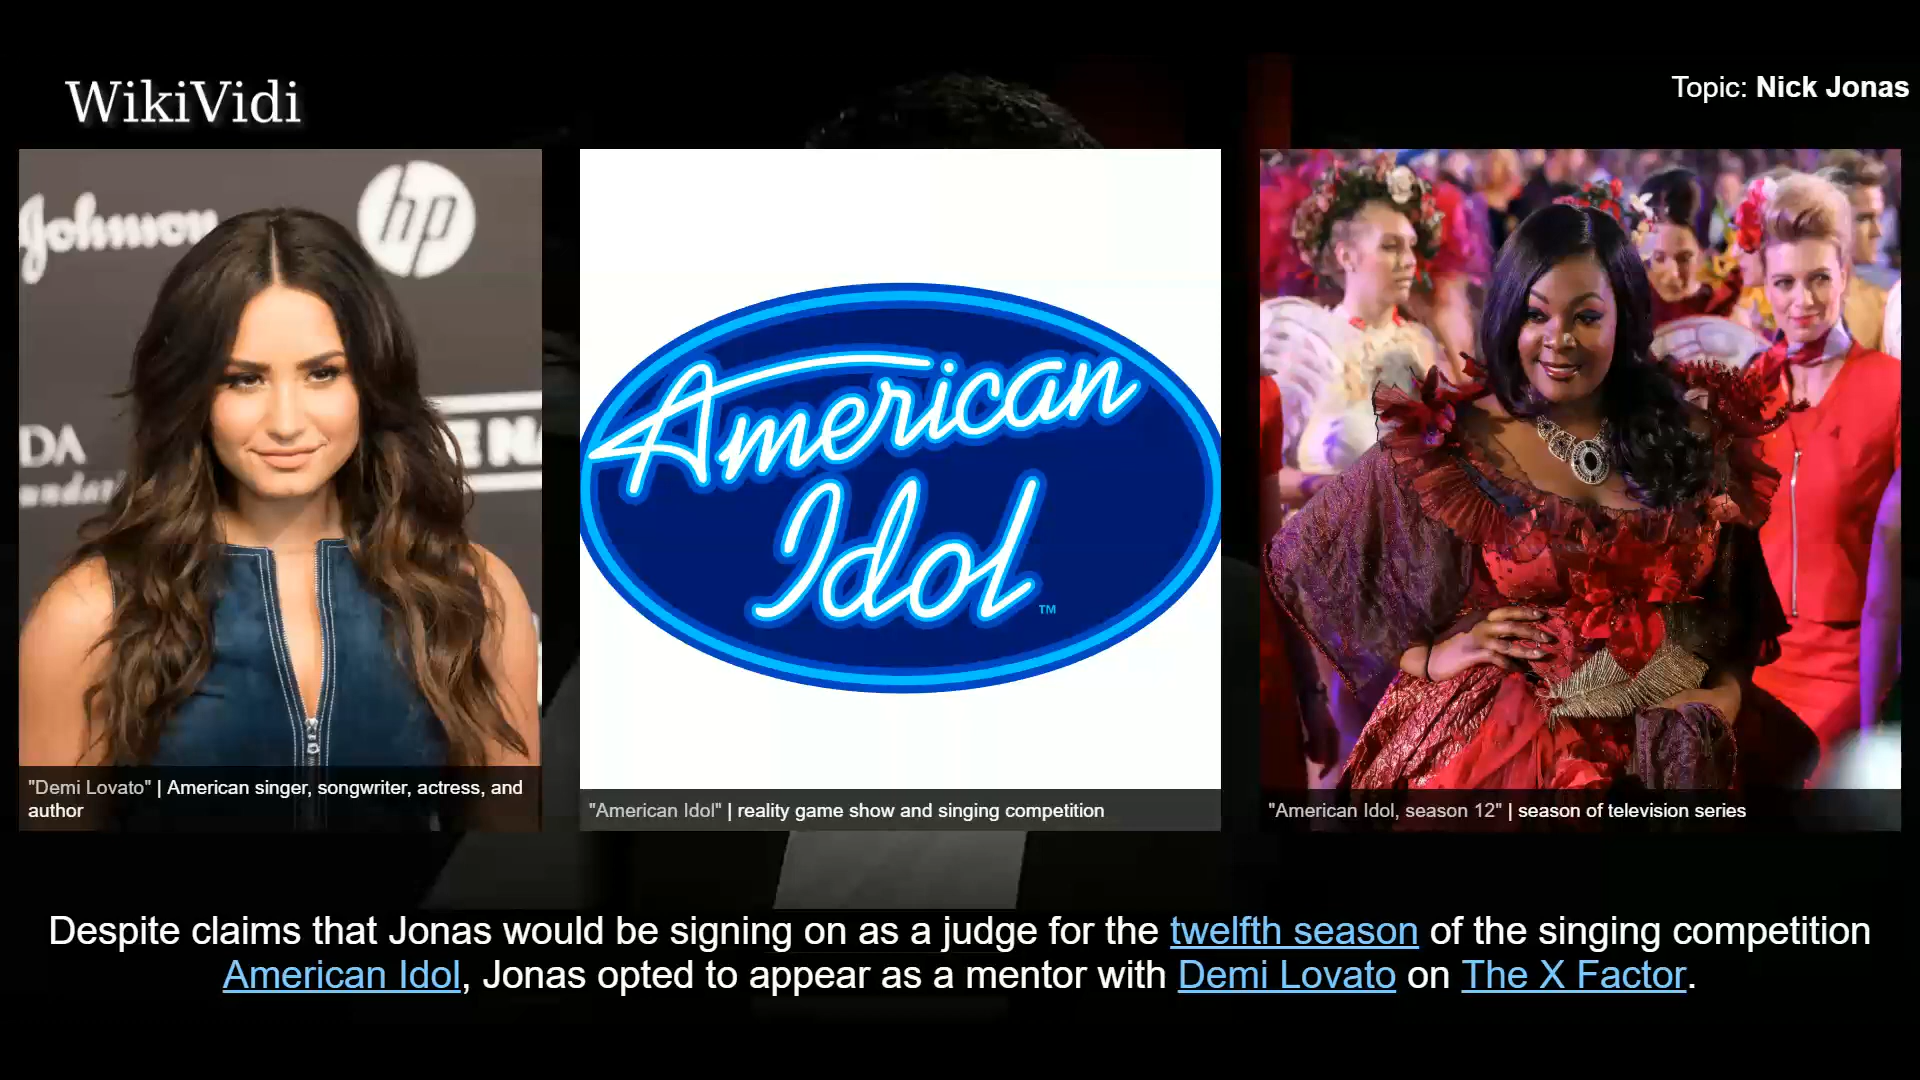 WikiVidi
Topic: Nick Jonas
Johnson
hp
DA
"Demi Lovato" | American singer, songwriter, actress, and
author
American
Idol
TM
"American Idol" | reality game show and singing competition
"American Idol, season 12" | season of television series
Despite claims that Jonas would be signing on as a judge for the twelfth season of the singing competition
American Idol, Jonas opted to appear as a mentor with Demi Lovato on The X Factor.